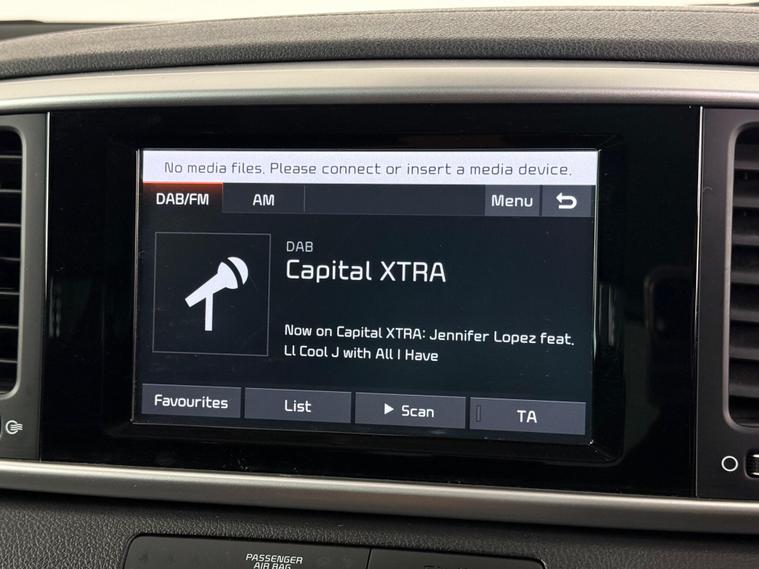 No media files. Please connect or insert a media device.
DAB/FM AM Menu
DAB
Capital XTRA
Now on Capital XTRA: Jennifer Lopez feat.
Ll Cool J with All I Have
Favourites List Scan TA
PASSENGER
AIR BAG